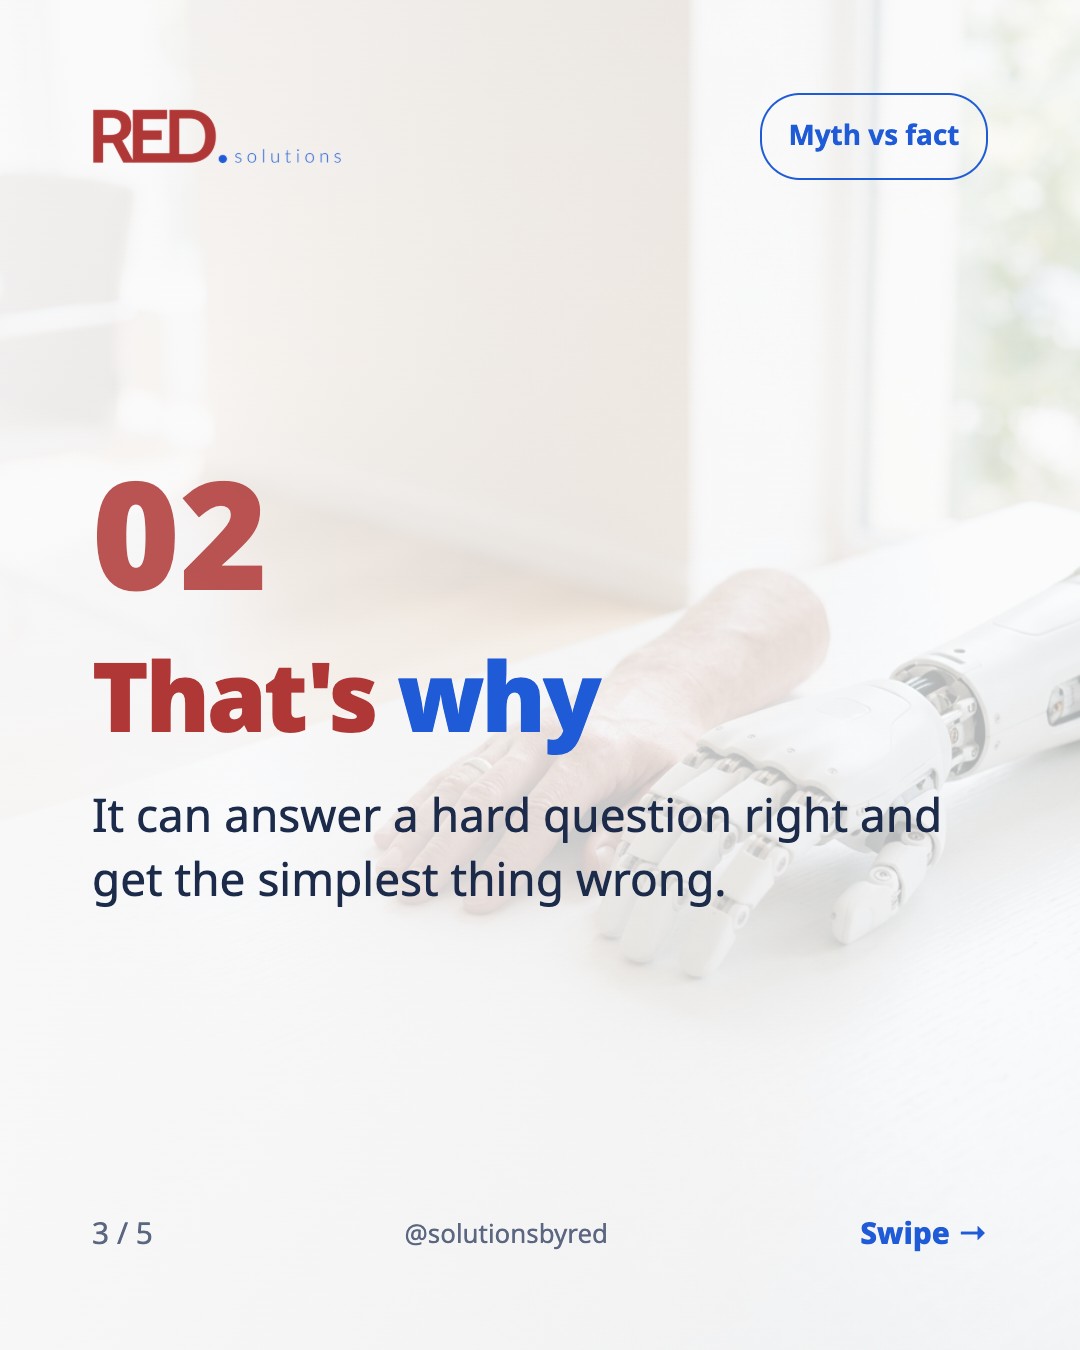 RED.solutions
Myth vs fact
02
That's why
It can answer a hard question right and
get the simplest thing wrong.
3 / 5
@solutionsbyred
Swipe →